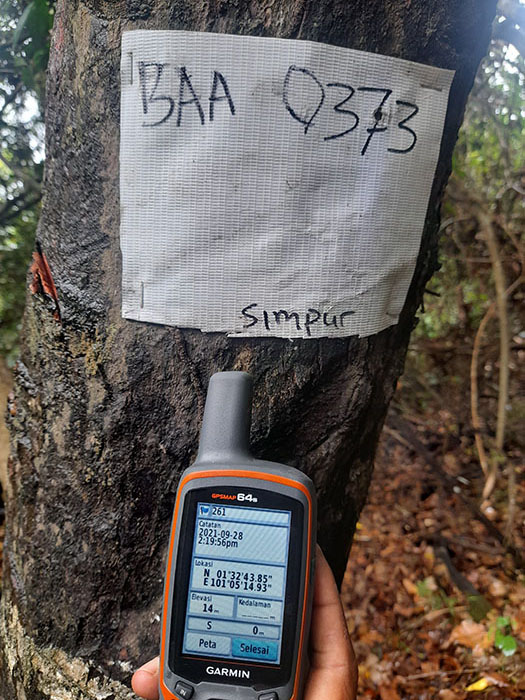 BAA 0373
Simpur
GPSMAP 64s
261
Catatan
2021-09-28
2:19:56pm
Lokasi
N 01°32'43.85"
E 101°05'14.93"
Elevasi Kedalaman
14 m ___._ m
S 0 m
Peta Selesai
GARMIN